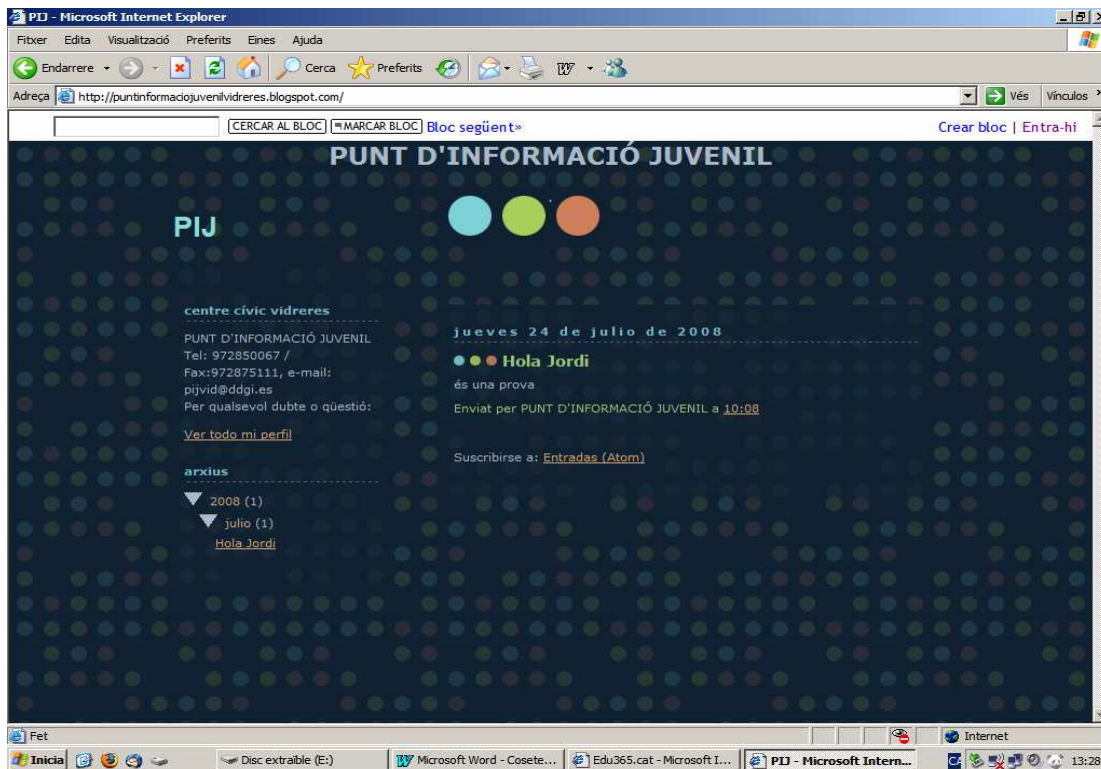 PIJ - Microsoft Internet Explorer
Fitxer Edita Visualització Preferits Eines Ajuda
Endarrere Cerca Preferits
Adreça http://puntinformaciojuvenilvidreres.blogspot.com/ Vés Vínculos
CERCAR AL BLOC MARCAR BLOC Bloc següent» Crear bloc | Entra-hi
PUNT D'INFORMACIÓ JUVENIL
PIJ
centre cívic vidreres
PUNT D'INFORMACIÓ JUVENIL
Tel: 972850067 /
Fax:972875111, e-mail:
pijvid@ddgi.es
Per qualsevol dubte o qüestió:
Ver todo mi perfil
arxius
2008 (1)
julio (1)
Hola Jordi
jueves 24 de julio de 2008
Hola Jordi
és una prova
Enviat per PUNT D'INFORMACIÓ JUVENIL a 10:08
Suscribirse a: Entradas (Atom)
Fet Internet
Inicia Disc extraïble (E:) Microsoft Word - Cosete... Edu365.cat - Microsoft I... PIJ - Microsoft Intern... CA 13:28